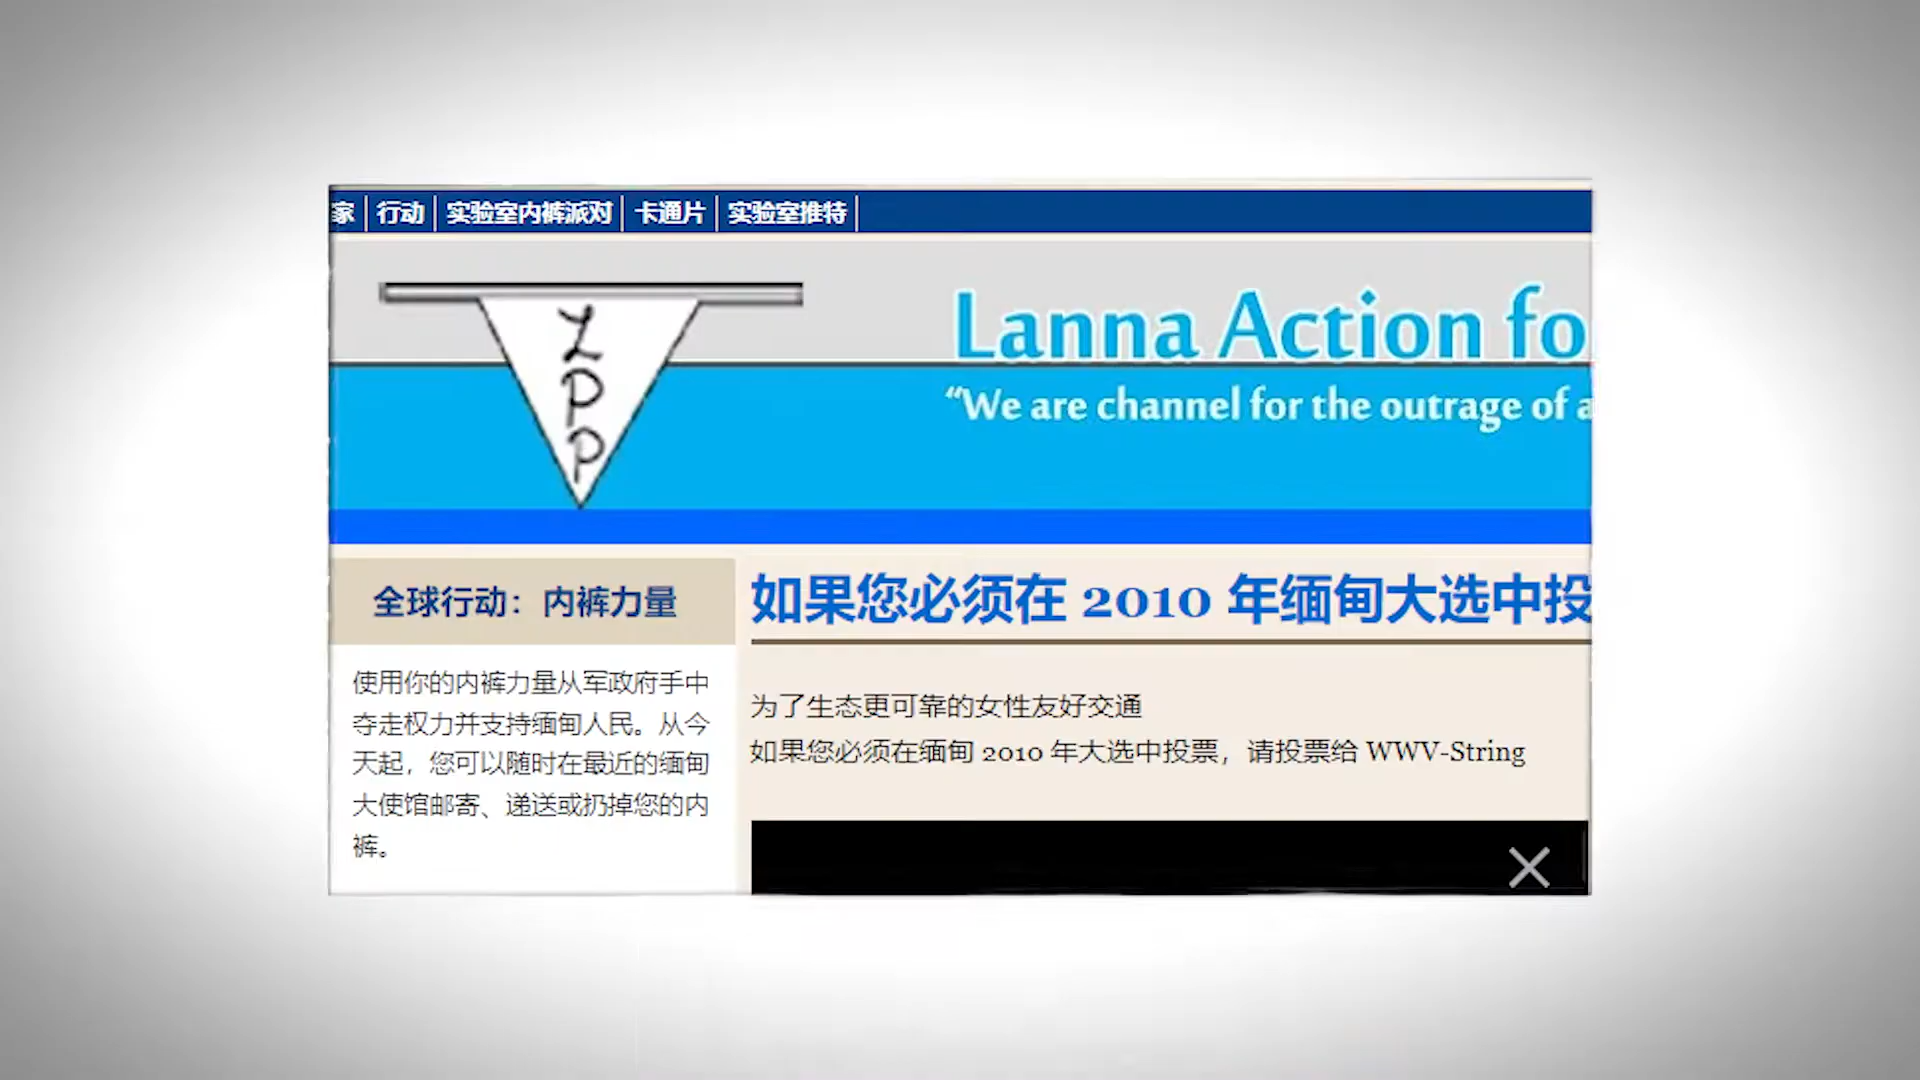 家 行动 实验室内裤派对 卡通片 实验室推特
LPP
Lanna Action fo
“We are channel for the outrage of a
全球行动：内裤力量
使用你的内裤力量从军政府手中
夺走权力并支持缅甸人民。从今
天起，您可以随时在最近的缅甸
大使馆邮寄、递送或扔掉您的内
裤。
如果您必须在 2010 年缅甸大选中投
为了生态更可靠的女性友好交通
如果您必须在缅甸 2010 年大选中投票，请投票给 WWV-String